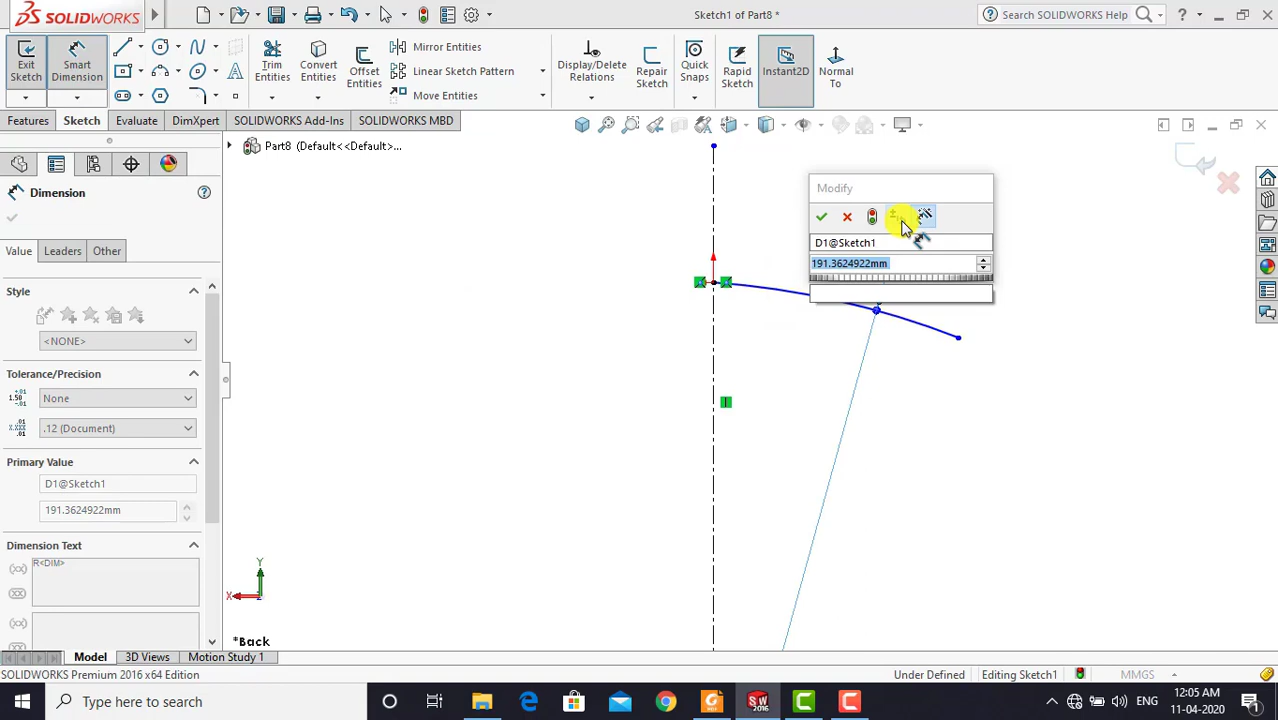 SOLIDWORKS
Sketch1 of Part8 *
Search SOLIDWORKS Help
Exit Sketch
Smart Dimension
Trim Entities
Convert Entities
Offset Entities
Mirror Entities
Linear Sketch Pattern
Move Entities
Display/Delete Relations
Repair Sketch
Quick Snaps
Rapid Sketch
Instant2D
Normal To
Features
Sketch
Evaluate
DimXpert
SOLIDWORKS Add-Ins
SOLIDWORKS MBD
Part8 (Default<<Default>...
Dimension
Value
Leaders
Other
Style
<NONE>
Tolerance/Precision
None
.12 (Document)
Primary Value
D1@Sketch1
191.3624922mm
Dimension Text
R<DIM>
Modify
D1@Sketch1
191.3624922mm
Y
X
*Back
Model
3D Views
Motion Study 1
SOLIDWORKS Premium 2016 x64 Edition
Under Defined
Editing Sketch1
MMGS
Type here to search
ENG
12:05 AM
11-04-2020